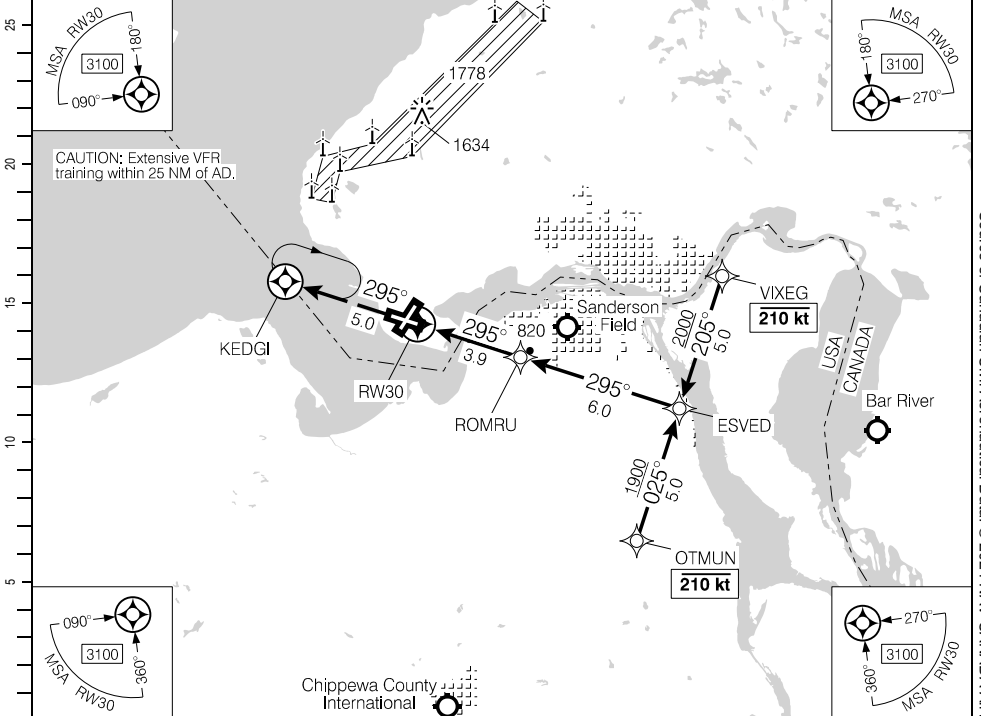 MSA RW30
180°
3100
090°
MSA RW30
180°
3100
270°
25
1778
1634
20
CAUTION: Extensive VFR
training within 25 NM of AD.
15
295°
5.0
KEDGI
RW30
295°
3.9
820
Sanderson
Field
VIXEG
210 kt
2000
205°
5.0
USA
CANADA
ROMRU
295°
6.0
ESVED
Bar River
10
1900
025°
5.0
OTMUN
210 kt
5
090°
3100
360°
MSA RW30
270°
3100
360°
MSA RW30
Chippewa County
International